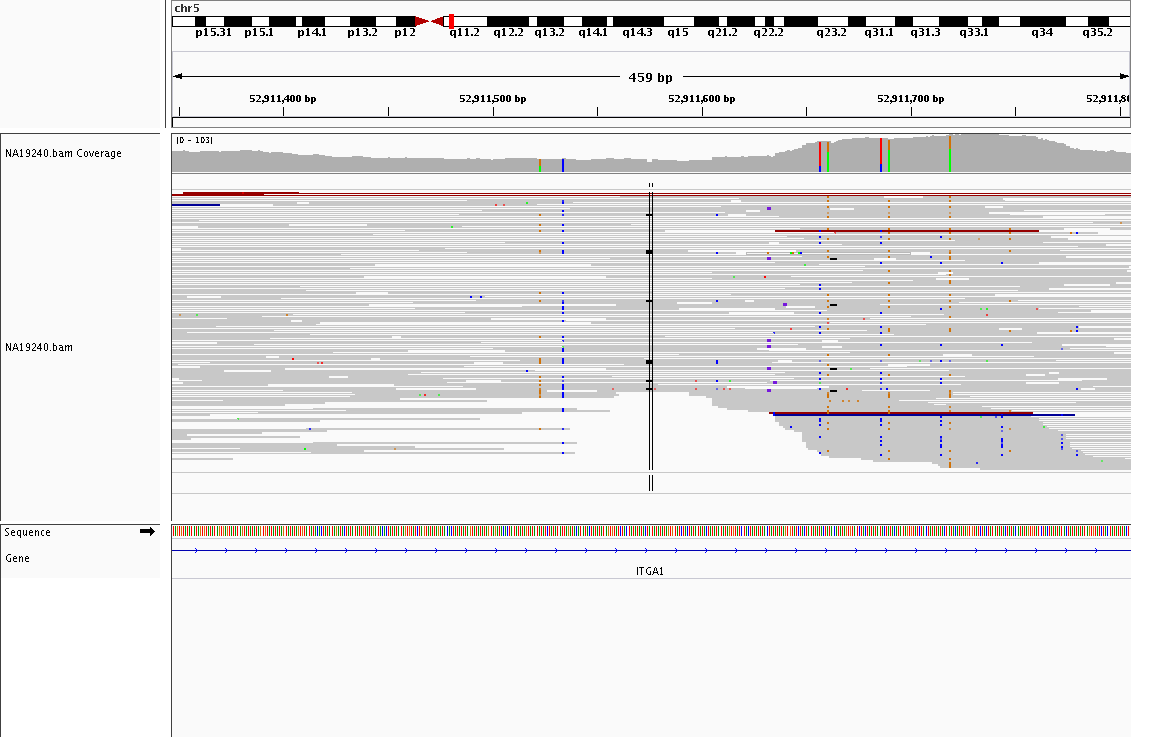 chr5
p15.31 p15.1 p14.1 p13.2 p12 q11.2 q12.2 q13.2 q14.1 q14.3 q15 q21.2 q22.2 q23.2 q31.1 q31.3 q33.1 q34 q35.2
459 bp
52,911,400 bp 52,911,500 bp 52,911,600 bp 52,911,700 bp 52,911,80
[0 - 103]
NA19240.bam Coverage
NA19240.bam
Sequence
Gene
ITGA1